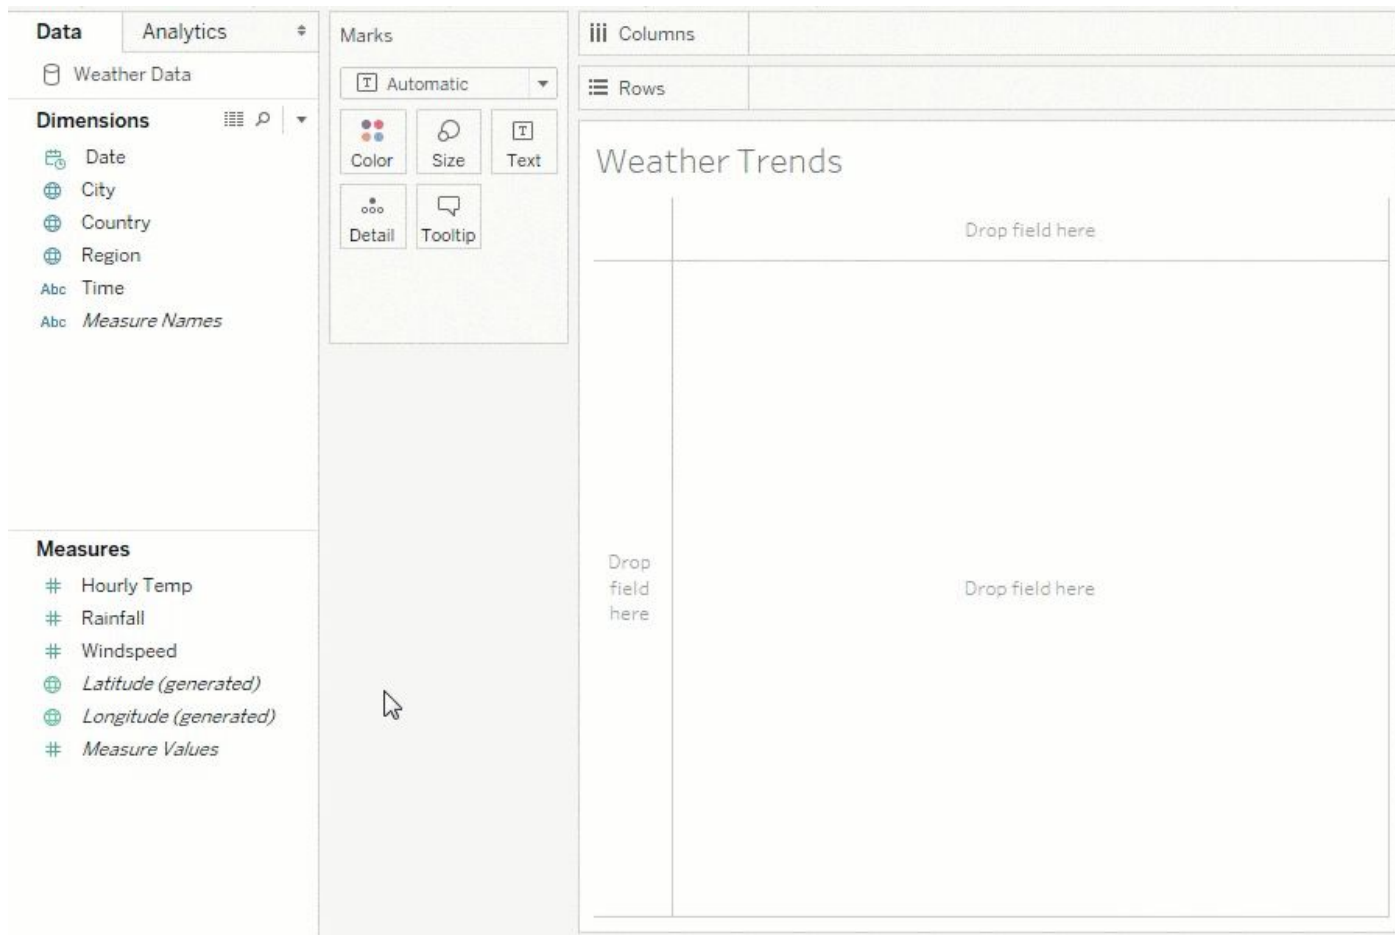 Data
Analytics
Weather Data
Dimensions
Date
City
Country
Region
Abc Time
Abc Measure Names
Measures
# Hourly Temp
# Rainfall
# Windspeed
Latitude (generated)
Longitude (generated)
# Measure Values
Marks
T Automatic
Color
Size
T Text
Detail
Tooltip
Columns
Rows
Weather Trends
Drop field here
Drop
field
here
Drop field here